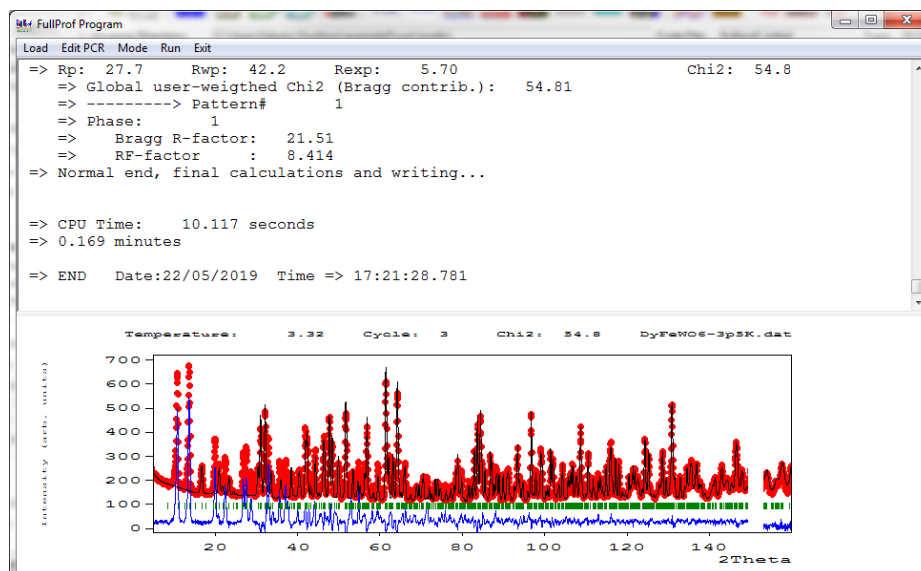 FullProf Program
Load Edit PCR Mode Run Exit
=> Rp: 27.7 Rwp: 42.2 Rexp: 5.70 Chi2: 54.8
=> Global user-weigthed Chi2 (Bragg contrib.): 54.81
=> ---------> Pattern# 1
=> Phase: 1
=> Bragg R-factor: 21.51
=> RF-factor : 8.414
=> Normal end, final calculations and writing...
=> CPU Time: 10.117 seconds
=> 0.169 minutes
=> END Date:22/05/2019 Time => 17:21:28.781
Temperature: 3.32 Cycle: 3 Chi2: 54.8 DyFeWO6-3p5K.dat
Intensity (arb. units)
700
600
500
400
300
200
100
0
20 40 60 80 100 120 140
2Theta